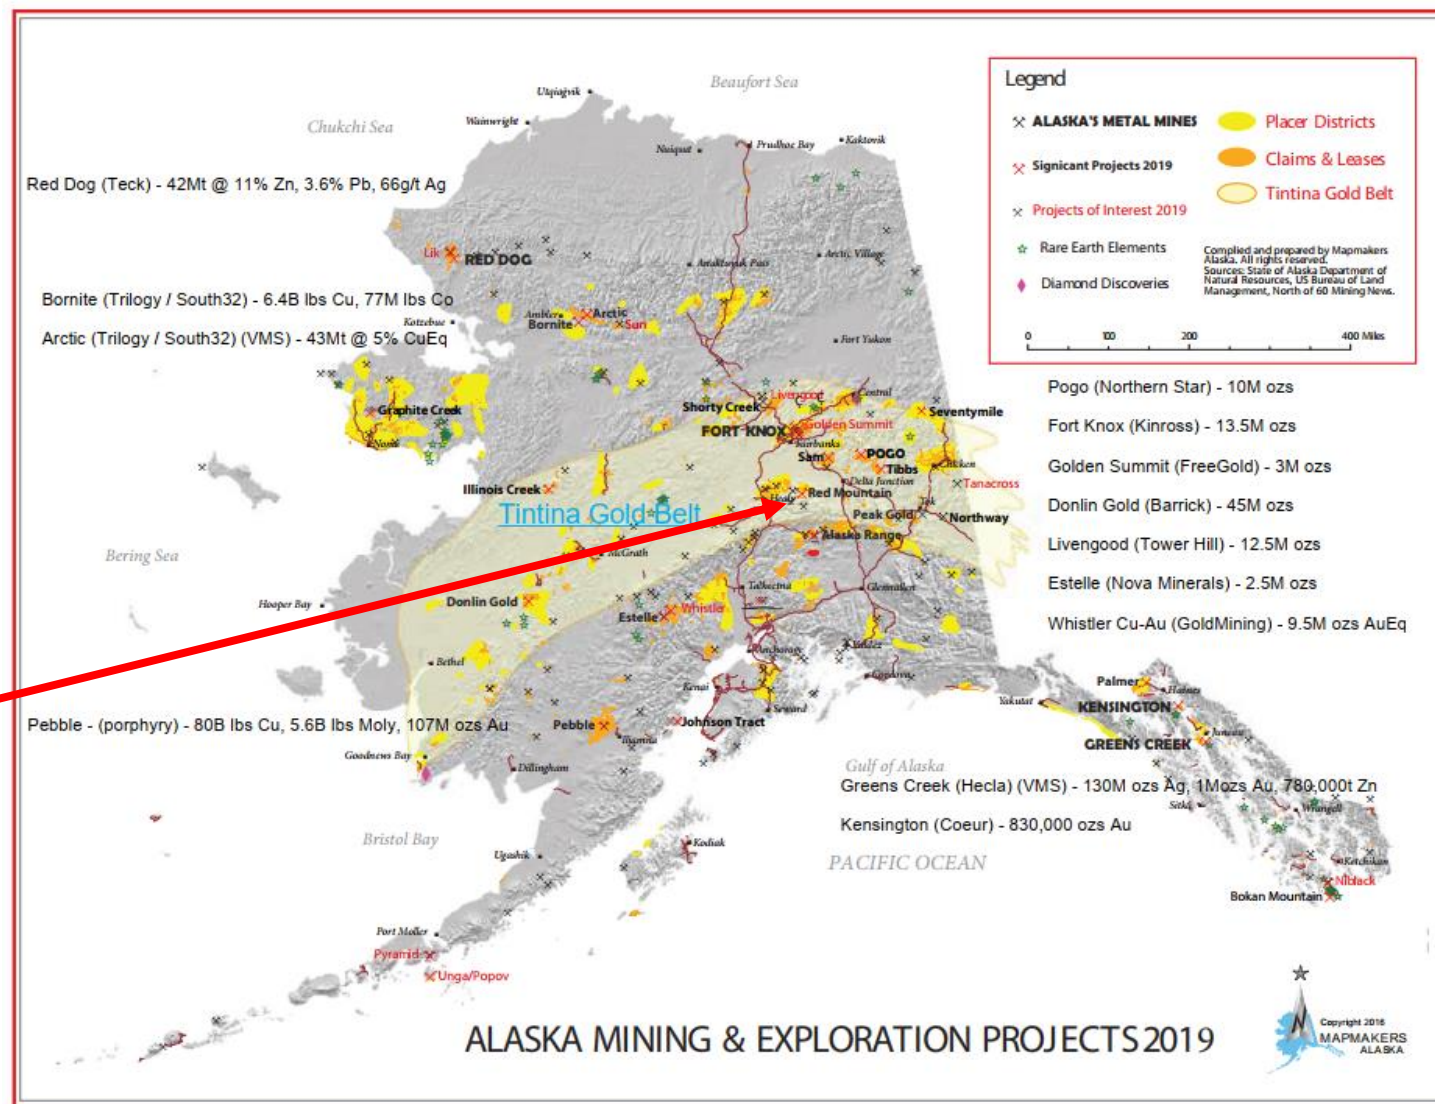 Beaufort Sea
Chukchi Sea
Utqiaġvik
Wainwright
Nuiqsut
Prudhoe Bay
Kaktovik
Legend
ALASKA'S METAL MINES
Placer Districts
Signicant Projects 2019
Claims & Leases
Projects of Interest 2019
Tintina Gold Belt
Rare Earth Elements
Diamond Discoveries
Complied and prepared by Mapmakers
Alaska. All rights reserved.
Sources: State of Alaska Department of
Natural Resources, US Bureau of Land
Management, North of 60 Mining News.
0 100 200 400 Miles
Red Dog (Teck) - 42Mt @ 11% Zn, 3.6% Pb, 66g/t Ag
Lik
RED DOG
Anaktuvuk Pass
Arctic Village
Bornite (Trilogy / South32) - 6.4B lbs Cu, 77M lbs Co
Kotzebue
Ambler
Arctic
Bornite
Sun
Arctic (Trilogy / South32) (VMS) - 43Mt @ 5% CuEq
Fort Yukon
Pogo (Northern Star) - 10M ozs
Fort Knox (Kinross) - 13.5M ozs
Golden Summit (FreeGold) - 3M ozs
Donlin Gold (Barrick) - 45M ozs
Livengood (Tower Hill) - 12.5M ozs
Estelle (Nova Minerals) - 2.5M ozs
Whistler Cu-Au (GoldMining) - 9.5M ozs AuEq
Graphite Creek
Nome
Livengood
Central
Shorty Creek
Seventymile
FORT KNOX
Golden Summit
Fairbanks
Sam
POGO
Tibbs
Chicken
Illinois Creek
Delta Junction
Tanacross
Healy
Red Mountain
Tintina Gold Belt
Peak Gold
Tok
Northway
Alaska Range
Bering Sea
McGrath
Hooper Bay
Donlin Gold
Talkeetna
Glennallen
Estelle
Whistler
Bethel
Anchorage
Valdez
Kenai
Cordova
Seward
Yakutat
Palmer
Haines
KENSINGTON
Juneau
GREENS CREEK
Pebble - (porphyry) - 80B lbs Cu, 5.6B lbs Moly, 107M ozs Au
Pebble
Iliamna
Johnson Tract
Goodnews Bay
Dillingham
Gulf of Alaska
Greens Creek (Hecla) (VMS) - 130M ozs Ag, 1Mozs Au, 780,000t Zn
Sitka
Wrangell
Kensington (Coeur) - 830,000 ozs Au
Bristol Bay
Ugashik
Kodiak
PACIFIC OCEAN
Ketchikan
Niblack
Bokan Mountain
Port Moller
Pyramid
Unga/Popov
ALASKA MINING & EXPLORATION PROJECTS 2019
N
Copyright 2016
MAPMAKERS
ALASKA